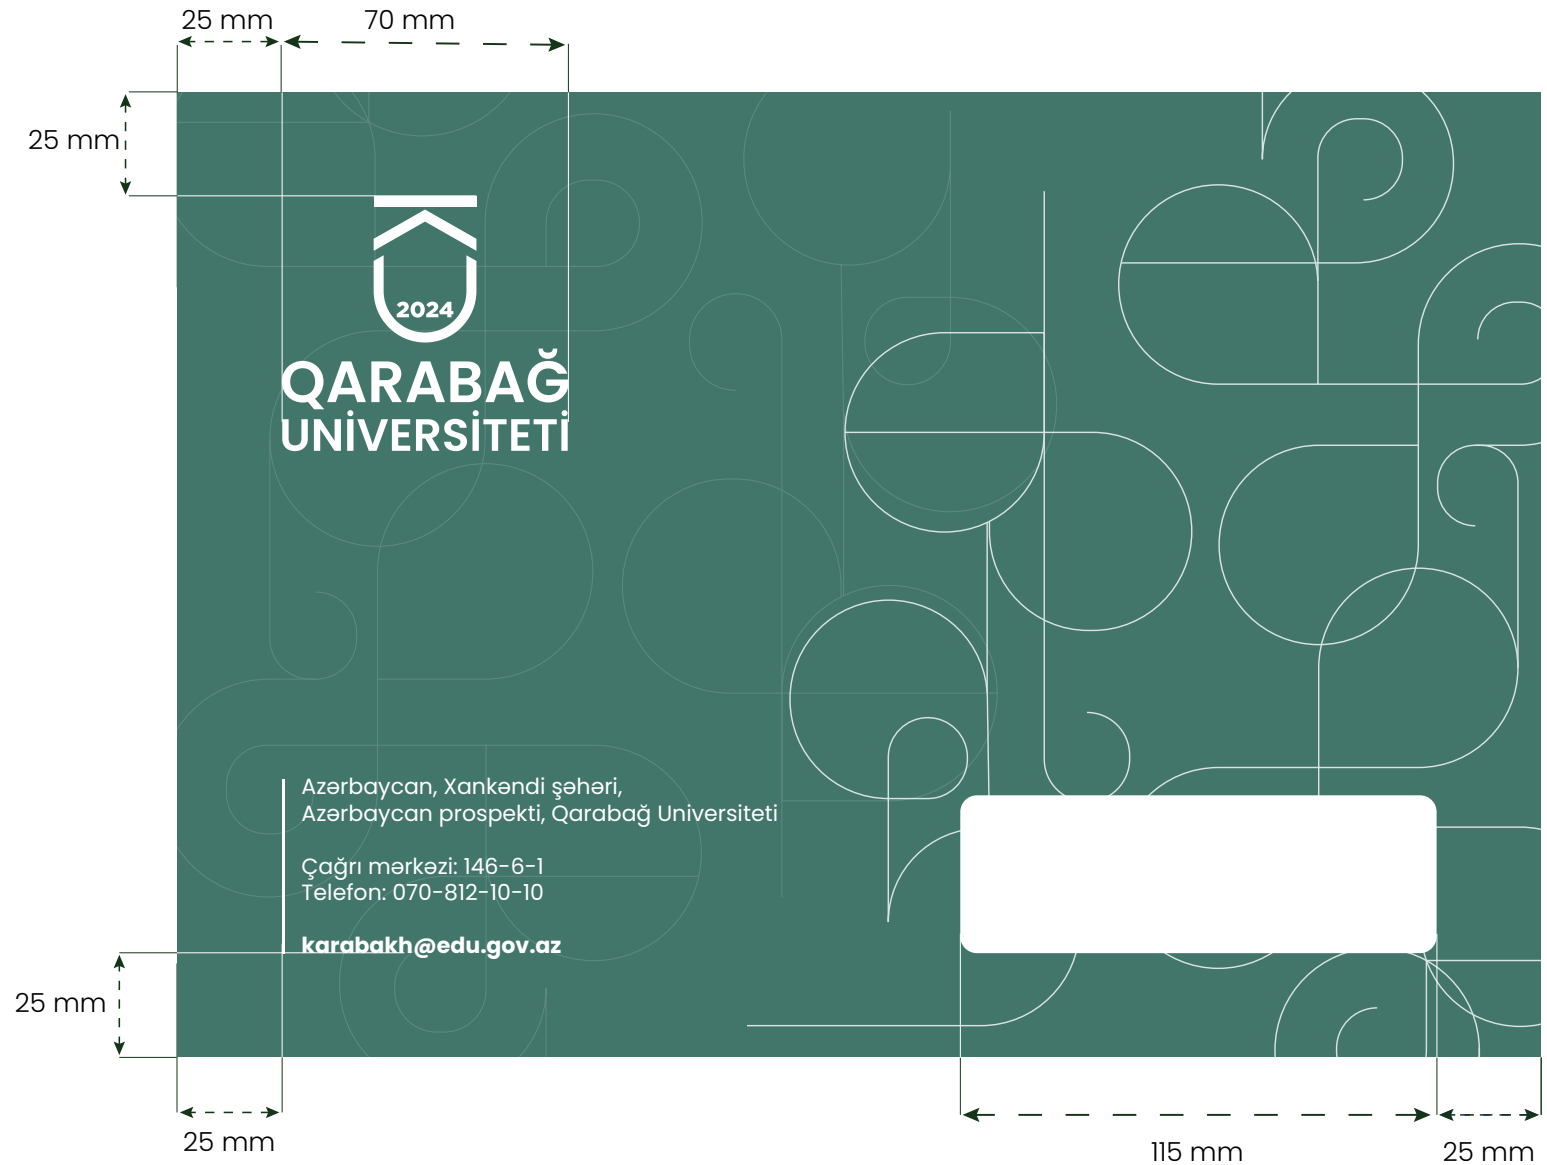 25 mm
70 mm
25 mm
2024
QARABAĞ
UNİVERSİTETİ
Azərbaycan, Xankəndi şəhəri,
Azərbaycan prospekti, Qarabağ Universiteti
Çağrı mərkəzi: 146-6-1
Telefon: 070-812-10-10
karabakh@edu.gov.az
25 mm
25 mm
115 mm
25 mm